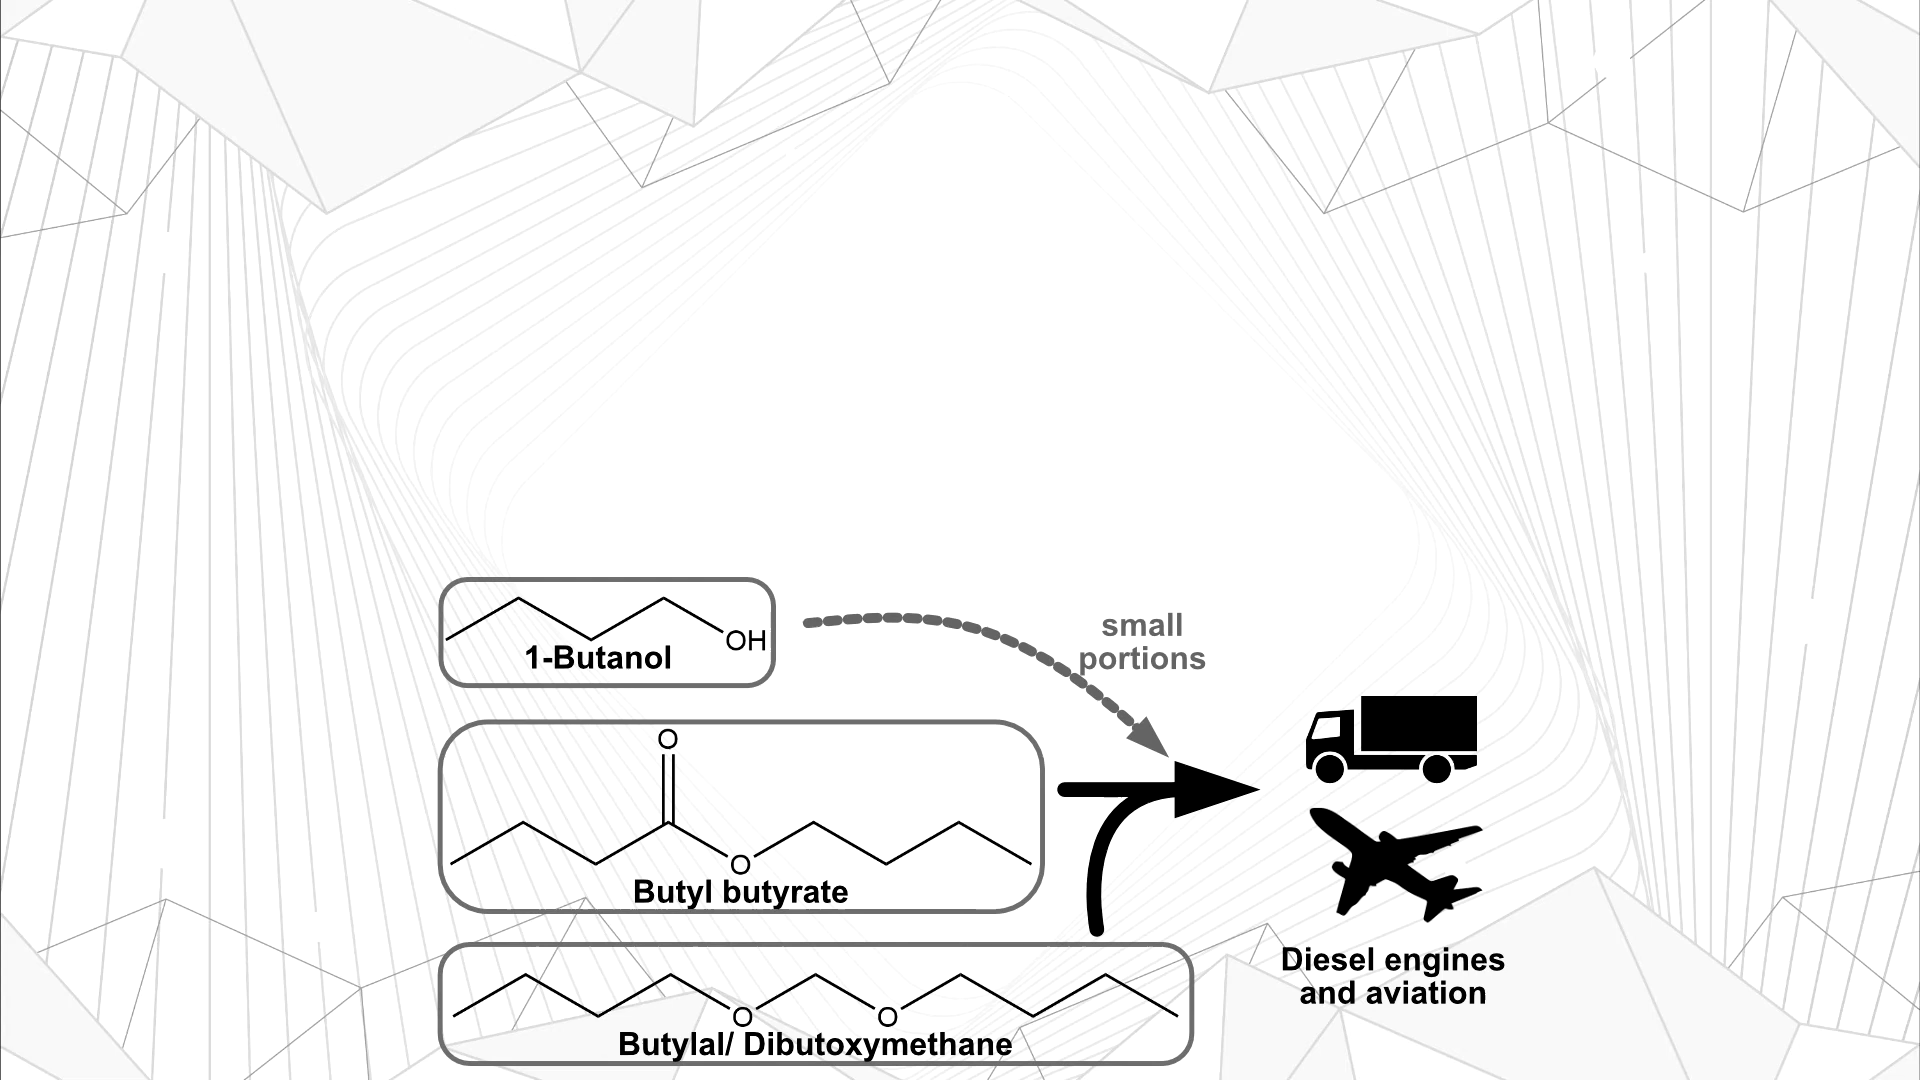 OH
1-Butanol
small
portions
O
O
Butyl butyrate
O O
Butylal/ Dibutoxymethane
Diesel engines
and aviation